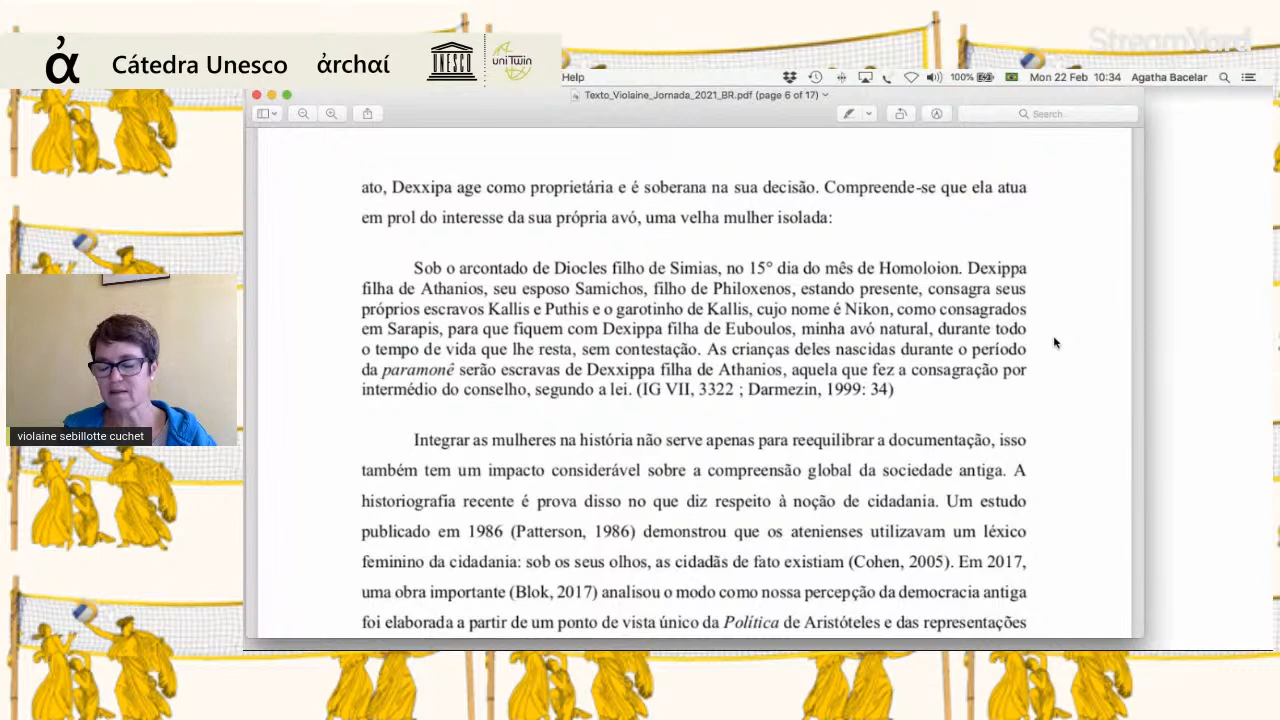 StreamYard
ἀ
Cátedra Unesco
ἀrchaí
UNESCO
uniTwin
Help
100%
Mon 22 Feb 10:34
Agatha Bacelar
Texto_Violaine_Jornada_2021_BR.pdf (page 6 of 17)
Search
ato, Dexxipa age como proprietária e é soberana na sua decisão. Compreende-se que ela atua
em prol do interesse da sua própria avó, uma velha mulher isolada:
Sob o arcontado de Diocles filho de Simias, no 15° dia do mês de Homoloion. Dexippa
filha de Athanios, seu esposo Samichos, filho de Philoxenos, estando presente, consagra seus
próprios escravos Kallis e Puthis e o garotinho de Kallis, cujo nome é Nikon, como consagrados
em Sarapis, para que fiquem com Dexippa filha de Euboulos, minha avó natural, durante todo
o tempo de vida que lhe resta, sem contestação. As crianças deles nascidas durante o período
da paramonê serão escravas de Dexxippa filha de Athanios, aquela que fez a consagração por
intermédio do conselho, segundo a lei. (IG VII, 3322 ; Darmezin, 1999: 34)
Integrar as mulheres na história não serve apenas para reequilibrar a documentação, isso
também tem um impacto considerável sobre a compreensão global da sociedade antiga. A
historiografia recente é prova disso no que diz respeito à noção de cidadania. Um estudo
publicado em 1986 (Patterson, 1986) demonstrou que os atenienses utilizavam um léxico
feminino da cidadania: sob os seus olhos, as cidadãs de fato existiam (Cohen, 2005). Em 2017,
uma obra importante (Blok, 2017) analisou o modo como nossa percepção da democracia antiga
foi elaborada a partir de um ponto de vista único da Política de Aristóteles e das representações
violaine sebillotte cuchet